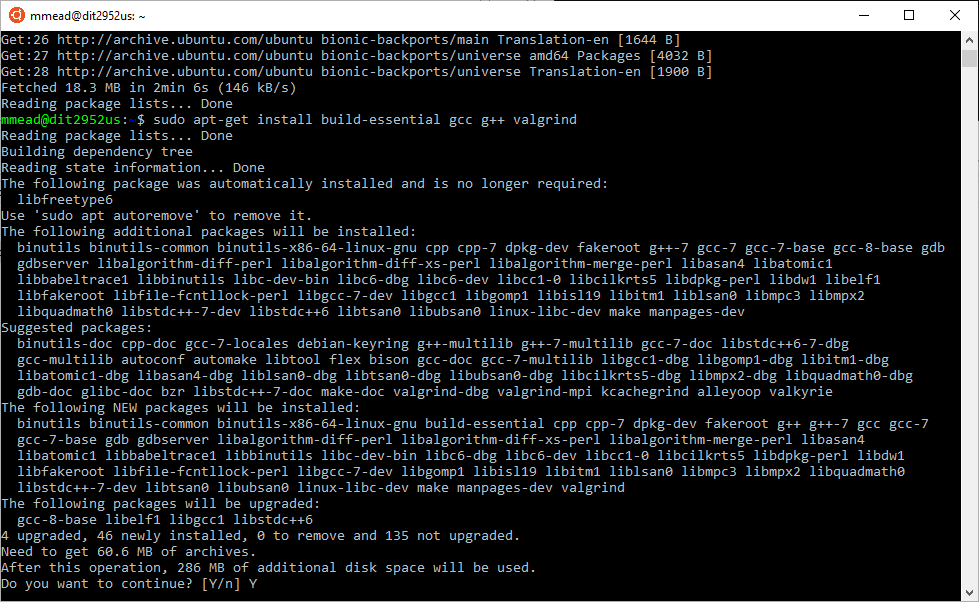 mmead@dit2952us: ~
Get:26 http://archive.ubuntu.com/ubuntu bionic-backports/main Translation-en [1644 B]
Get:27 http://archive.ubuntu.com/ubuntu bionic-backports/universe amd64 Packages [4032 B]
Get:28 http://archive.ubuntu.com/ubuntu bionic-backports/universe Translation-en [1900 B]
Fetched 18.3 MB in 2min 6s (146 kB/s)
Reading package lists... Done
mmead@dit2952us:~$ sudo apt-get install build-essential gcc g++ valgrind
Reading package lists... Done
Building dependency tree
Reading state information... Done
The following package was automatically installed and is no longer required:
  libfreetype6
Use 'sudo apt autoremove' to remove it.
The following additional packages will be installed:
  binutils binutils-common binutils-x86-64-linux-gnu cpp cpp-7 dpkg-dev fakeroot g++-7 gcc-7 gcc-7-base gcc-8-base gdb
  gdbserver libalgorithm-diff-perl libalgorithm-diff-xs-perl libalgorithm-merge-perl libasan4 libatomic1
  libbabeltrace1 libbinutils libc-dev-bin libc6-dbg libc6-dev libcc1-0 libcilkrts5 libdpkg-perl libdw1 libelf1
  libfakeroot libfile-fcntllock-perl libgcc-7-dev libgcc1 libgomp1 libisl19 libitm1 liblsan0 libmpc3 libmpx2
  libquadmath0 libstdc++-7-dev libstdc++6 libtsan0 libubsan0 linux-libc-dev make manpages-dev
Suggested packages:
  binutils-doc cpp-doc gcc-7-locales debian-keyring g++-multilib g++-7-multilib gcc-7-doc libstdc++6-7-dbg
  gcc-multilib autoconf automake libtool flex bison gcc-doc gcc-7-multilib libgcc1-dbg libgomp1-dbg libitm1-dbg
  libatomic1-dbg libasan4-dbg liblsan0-dbg libtsan0-dbg libubsan0-dbg libcilkrts5-dbg libmpx2-dbg libquadmath0-dbg
  gdb-doc glibc-doc bzr libstdc++-7-doc make-doc valgrind-dbg valgrind-mpi kcachegrind alleyoop valkyrie
The following NEW packages will be installed:
  binutils binutils-common binutils-x86-64-linux-gnu build-essential cpp cpp-7 dpkg-dev fakeroot g++ g++-7 gcc gcc-7
  gcc-7-base gdb gdbserver libalgorithm-diff-perl libalgorithm-diff-xs-perl libalgorithm-merge-perl libasan4
  libatomic1 libbabeltrace1 libbinutils libc-dev-bin libc6-dbg libc6-dev libcc1-0 libcilkrts5 libdpkg-perl libdw1
  libfakeroot libfile-fcntllock-perl libgcc-7-dev libgomp1 libisl19 libitm1 liblsan0 libmpc3 libmpx2 libquadmath0
  libstdc++-7-dev libtsan0 libubsan0 linux-libc-dev make manpages-dev valgrind
The following packages will be upgraded:
  gcc-8-base libelf1 libgcc1 libstdc++6
4 upgraded, 46 newly installed, 0 to remove and 135 not upgraded.
Need to get 60.6 MB of archives.
After this operation, 286 MB of additional disk space will be used.
Do you want to continue? [Y/n] Y